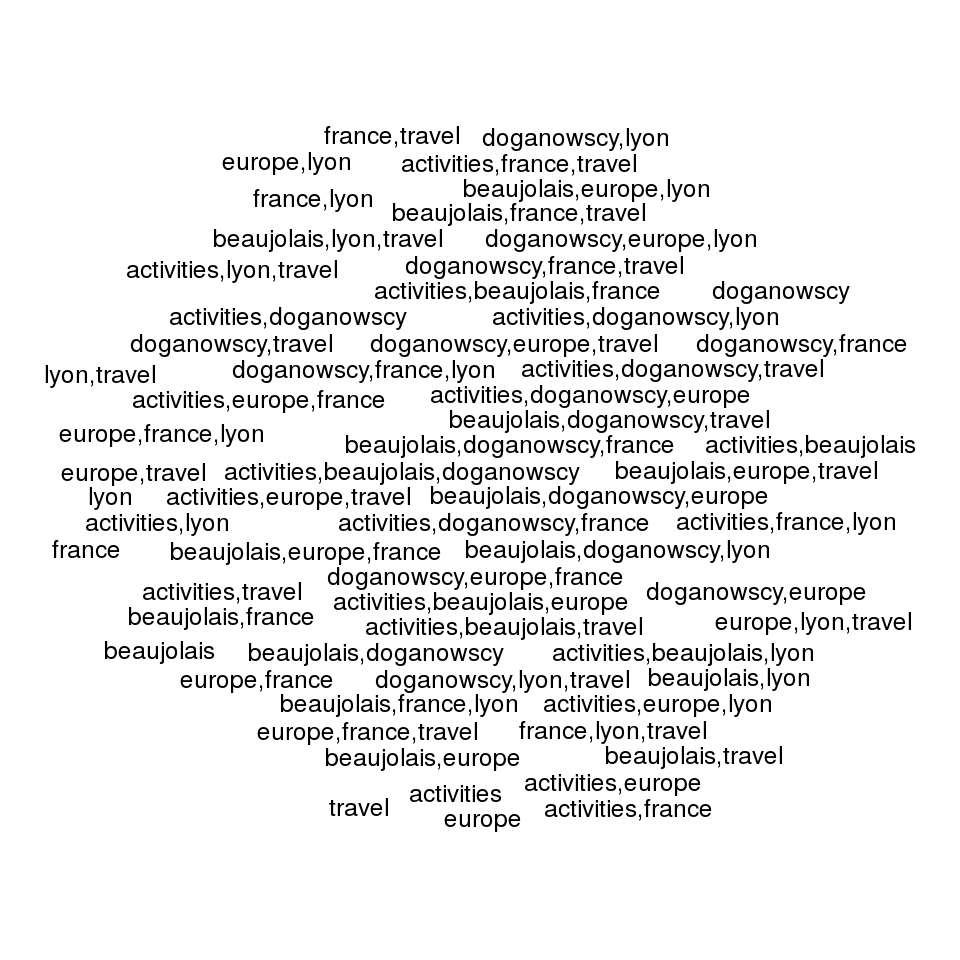 france,travel
doganowscy,lyon
europe,lyon
activities,france,travel
beaujolais,europe,lyon
france,lyon
beaujolais,france,travel
beaujolais,lyon,travel
doganowscy,europe,lyon
activities,lyon,travel
doganowscy,france,travel
activities,beaujolais,france
doganowscy
activities,doganowscy
activities,doganowscy,lyon
doganowscy,travel
doganowscy,europe,travel
doganowscy,france
lyon,travel
doganowscy,france,lyon
activities,doganowscy,travel
activities,europe,france
activities,doganowscy,europe
beaujolais,doganowscy,travel
europe,france,lyon
beaujolais,doganowscy,france
activities,beaujolais
europe,travel
activities,beaujolais,doganowscy
beaujolais,europe,travel
lyon
activities,europe,travel
beaujolais,doganowscy,europe
activities,lyon
activities,doganowscy,france
activities,france,lyon
france
beaujolais,europe,france
beaujolais,doganowscy,lyon
doganowscy,europe,france
activities,travel
activities,beaujolais,europe
doganowscy,europe
beaujolais,france
activities,beaujolais,travel
europe,lyon,travel
beaujolais
beaujolais,doganowscy
activities,beaujolais,lyon
europe,france
doganowscy,lyon,travel
beaujolais,lyon
beaujolais,france,lyon
activities,europe,lyon
europe,france,travel
france,lyon,travel
beaujolais,europe
beaujolais,travel
activities,europe
activities
travel
activities,france
europe